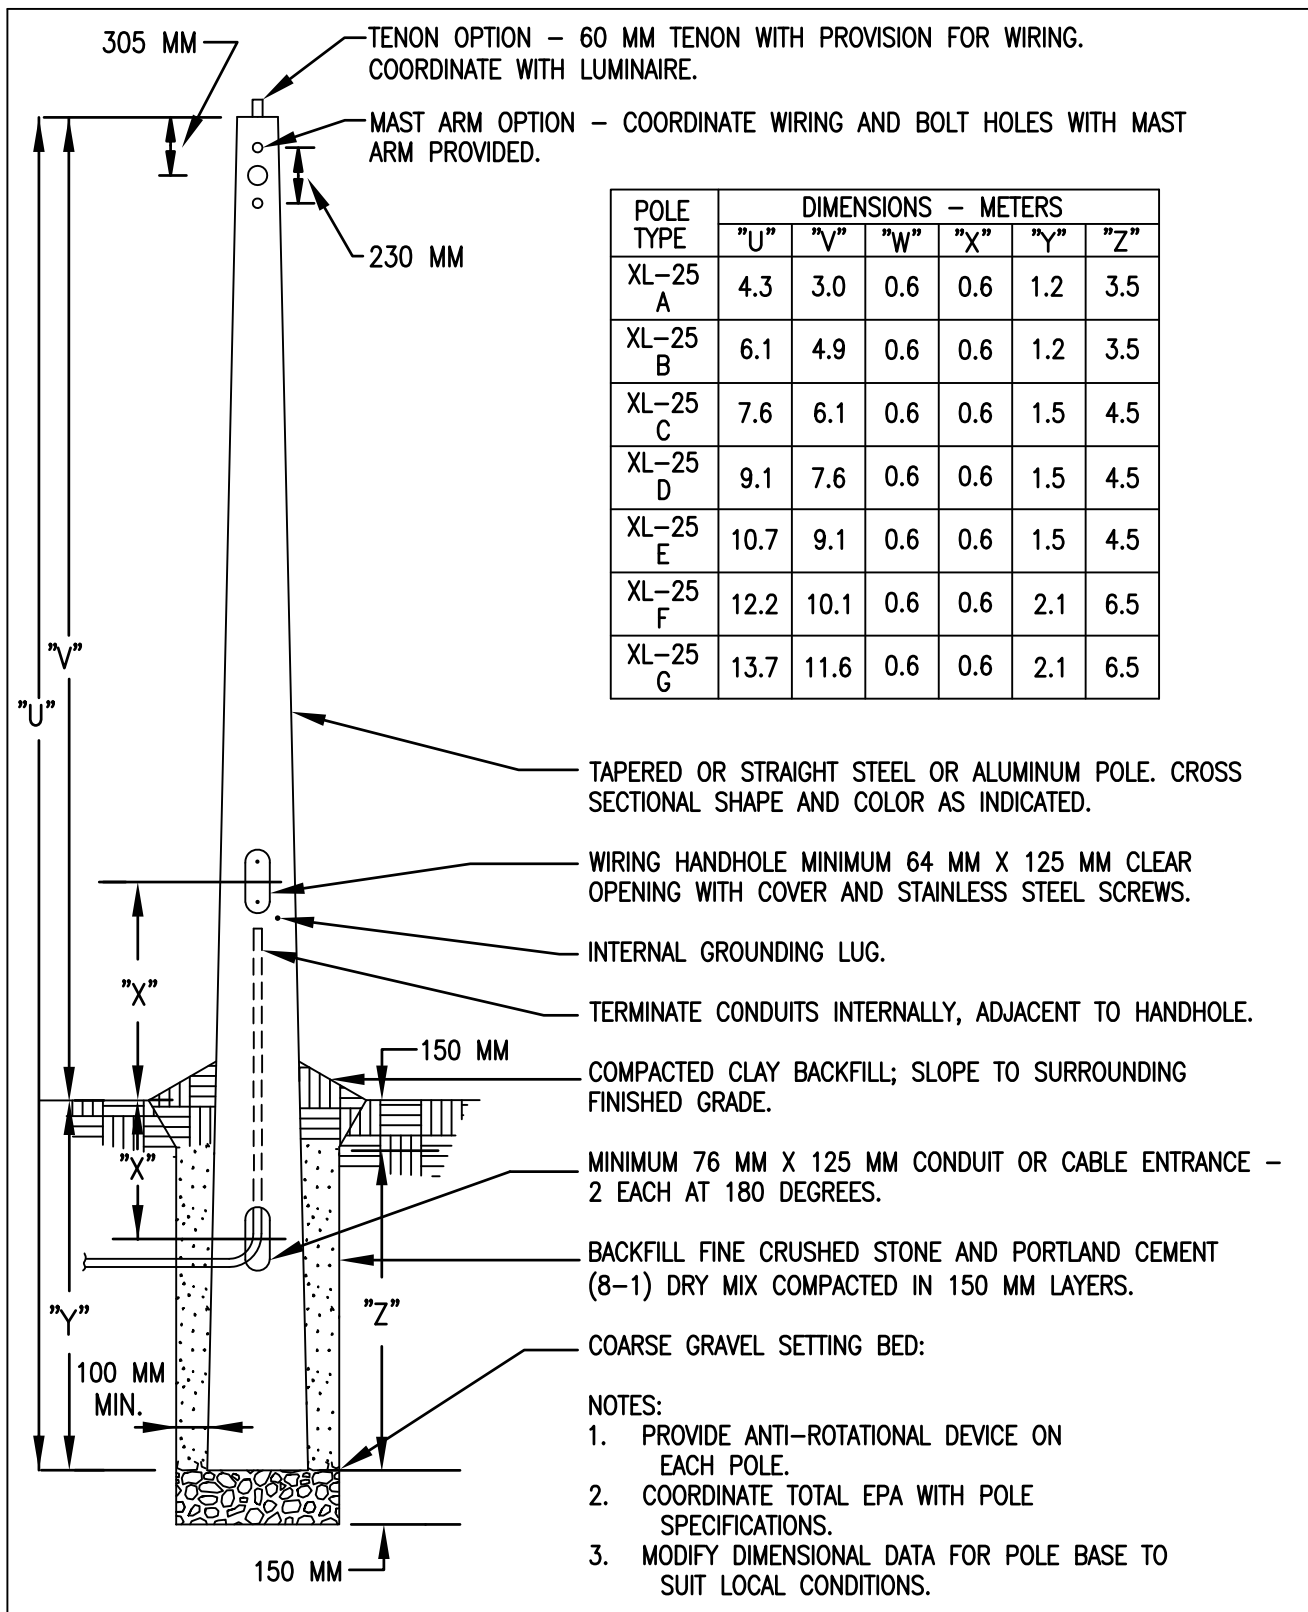 305 MM
TENON OPTION – 60 MM TENON WITH PROVISION FOR WIRING.
COORDINATE WITH LUMINAIRE.
MAST ARM OPTION – COORDINATE WIRING AND BOLT HOLES WITH MAST
ARM PROVIDED.
230 MM
POLE TYPE DIMENSIONS – METERS
"U" "V" "W" "X" "Y" "Z"
XL–25 A 4.3 3.0 0.6 0.6 1.2 3.5
XL–25 B 6.1 4.9 0.6 0.6 1.2 3.5
XL–25 C 7.6 6.1 0.6 0.6 1.5 4.5
XL–25 D 9.1 7.6 0.6 0.6 1.5 4.5
XL–25 E 10.7 9.1 0.6 0.6 1.5 4.5
XL–25 F 12.2 10.1 0.6 0.6 2.1 6.5
XL–25 G 13.7 11.6 0.6 0.6 2.1 6.5
"V"
"U"
TAPERED OR STRAIGHT STEEL OR ALUMINUM POLE. CROSS
SECTIONAL SHAPE AND COLOR AS INDICATED.
WIRING HANDHOLE MINIMUM 64 MM X 125 MM CLEAR
OPENING WITH COVER AND STAINLESS STEEL SCREWS.
INTERNAL GROUNDING LUG.
"X"
TERMINATE CONDUITS INTERNALLY, ADJACENT TO HANDHOLE.
150 MM
COMPACTED CLAY BACKFILL; SLOPE TO SURROUNDING
FINISHED GRADE.
"X"
MINIMUM 76 MM X 125 MM CONDUIT OR CABLE ENTRANCE –
2 EACH AT 180 DEGREES.
BACKFILL FINE CRUSHED STONE AND PORTLAND CEMENT
(8–1) DRY MIX COMPACTED IN 150 MM LAYERS.
"Y"
"Z"
COARSE GRAVEL SETTING BED:
100 MM
MIN.
NOTES:
1. PROVIDE ANTI–ROTATIONAL DEVICE ON
EACH POLE.
2. COORDINATE TOTAL EPA WITH POLE
SPECIFICATIONS.
3. MODIFY DIMENSIONAL DATA FOR POLE BASE TO
SUIT LOCAL CONDITIONS.
150 MM